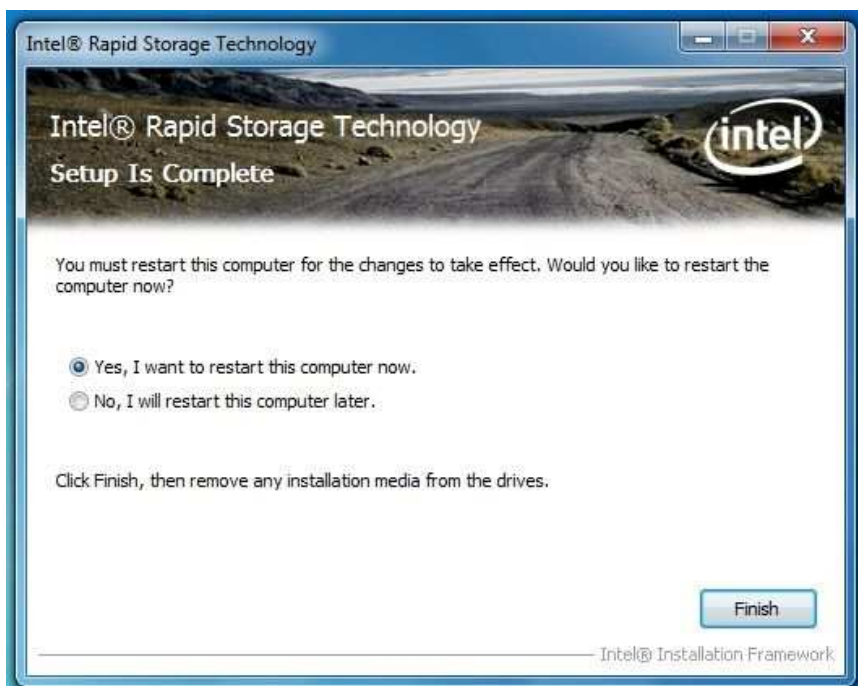 Intel® Rapid Storage Technology
Intel® Rapid Storage Technology
intel
Setup Is Complete
You must restart this computer for the changes to take effect. Would you like to restart the
computer now?
Yes, I want to restart this computer now.
No, I will restart this computer later.
Click Finish, then remove any installation media from the drives.
Finish
Intel® Installation Framework